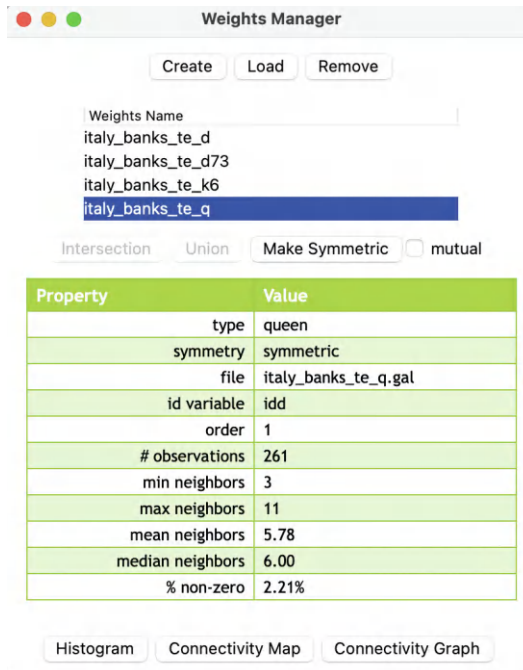 Weights Manager
Create Load Remove
Weights Name
italy_banks_te_d
italy_banks_te_d73
italy_banks_te_k6
italy_banks_te_q
Intersection Union Make Symmetric mutual
Property Value
type queen
symmetry symmetric
file italy_banks_te_q.gal
id variable idd
order 1
# observations 261
min neighbors 3
max neighbors 11
mean neighbors 5.78
median neighbors 6.00
% non-zero 2.21%
Histogram Connectivity Map Connectivity Graph